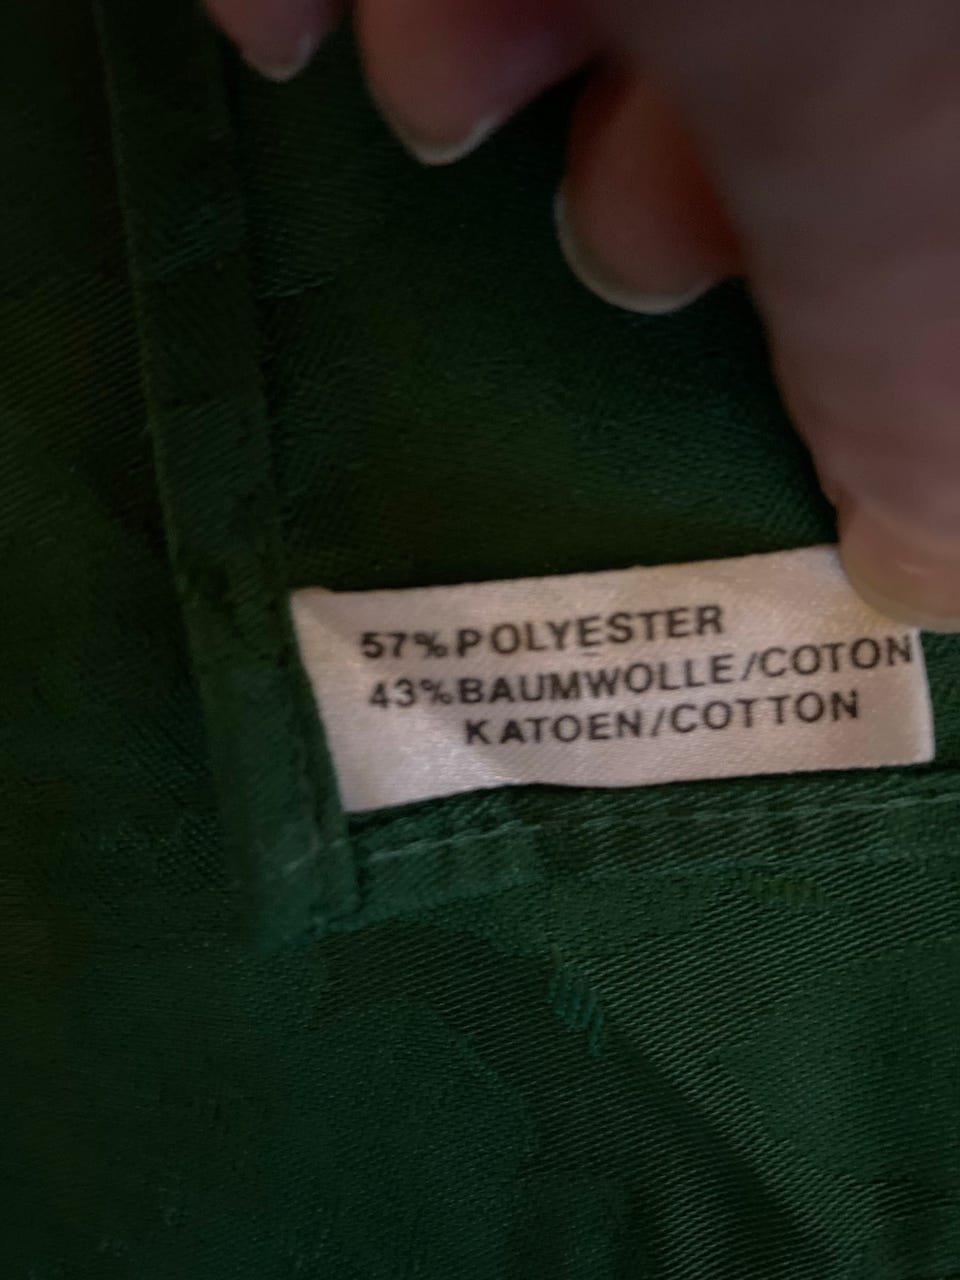 57% POLYESTER
43% BAUMWOLLE/COTON
KATOEN/COTTON